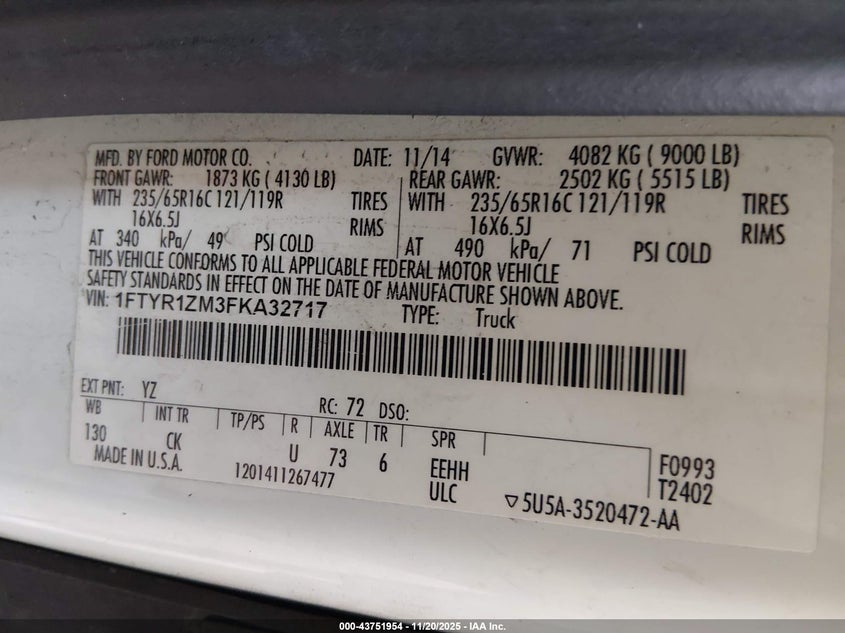 MFD. BY FORD MOTOR CO. DATE: 11/14 GVWR: 4082 KG ( 9000 LB)
FRONT GAWR: 1873 KG ( 4130 LB) REAR GAWR: 2502 KG ( 5515 LB)
WITH 235/65R16C 121/119R TIRES WITH 235/65R16C 121/119R TIRES
16X6.5J RIMS 16X6.5J RIMS
AT 340 kPa/ 49 PSI COLD AT 490 kPa/ 71 PSI COLD
THIS VEHICLE CONFORMS TO ALL APPLICABLE FEDERAL MOTOR VEHICLE
SAFETY STANDARDS IN EFFECT ON THE DATE OF MANUFACTURE SHOWN ABOVE.
VIN: 1FTYR1ZM3FKA32717 TYPE: Truck
EXT PNT: YZ RC: 72 DSO:
WB INT TR TP/PS R AXLE TR SPR
130 CK U 73 6 EEHH F0993
MADE IN U.S.A. 1201411267477 ULC T2402
5U5A-3520472-AA
000-43751954 - 11/20/2025 - IAA Inc.